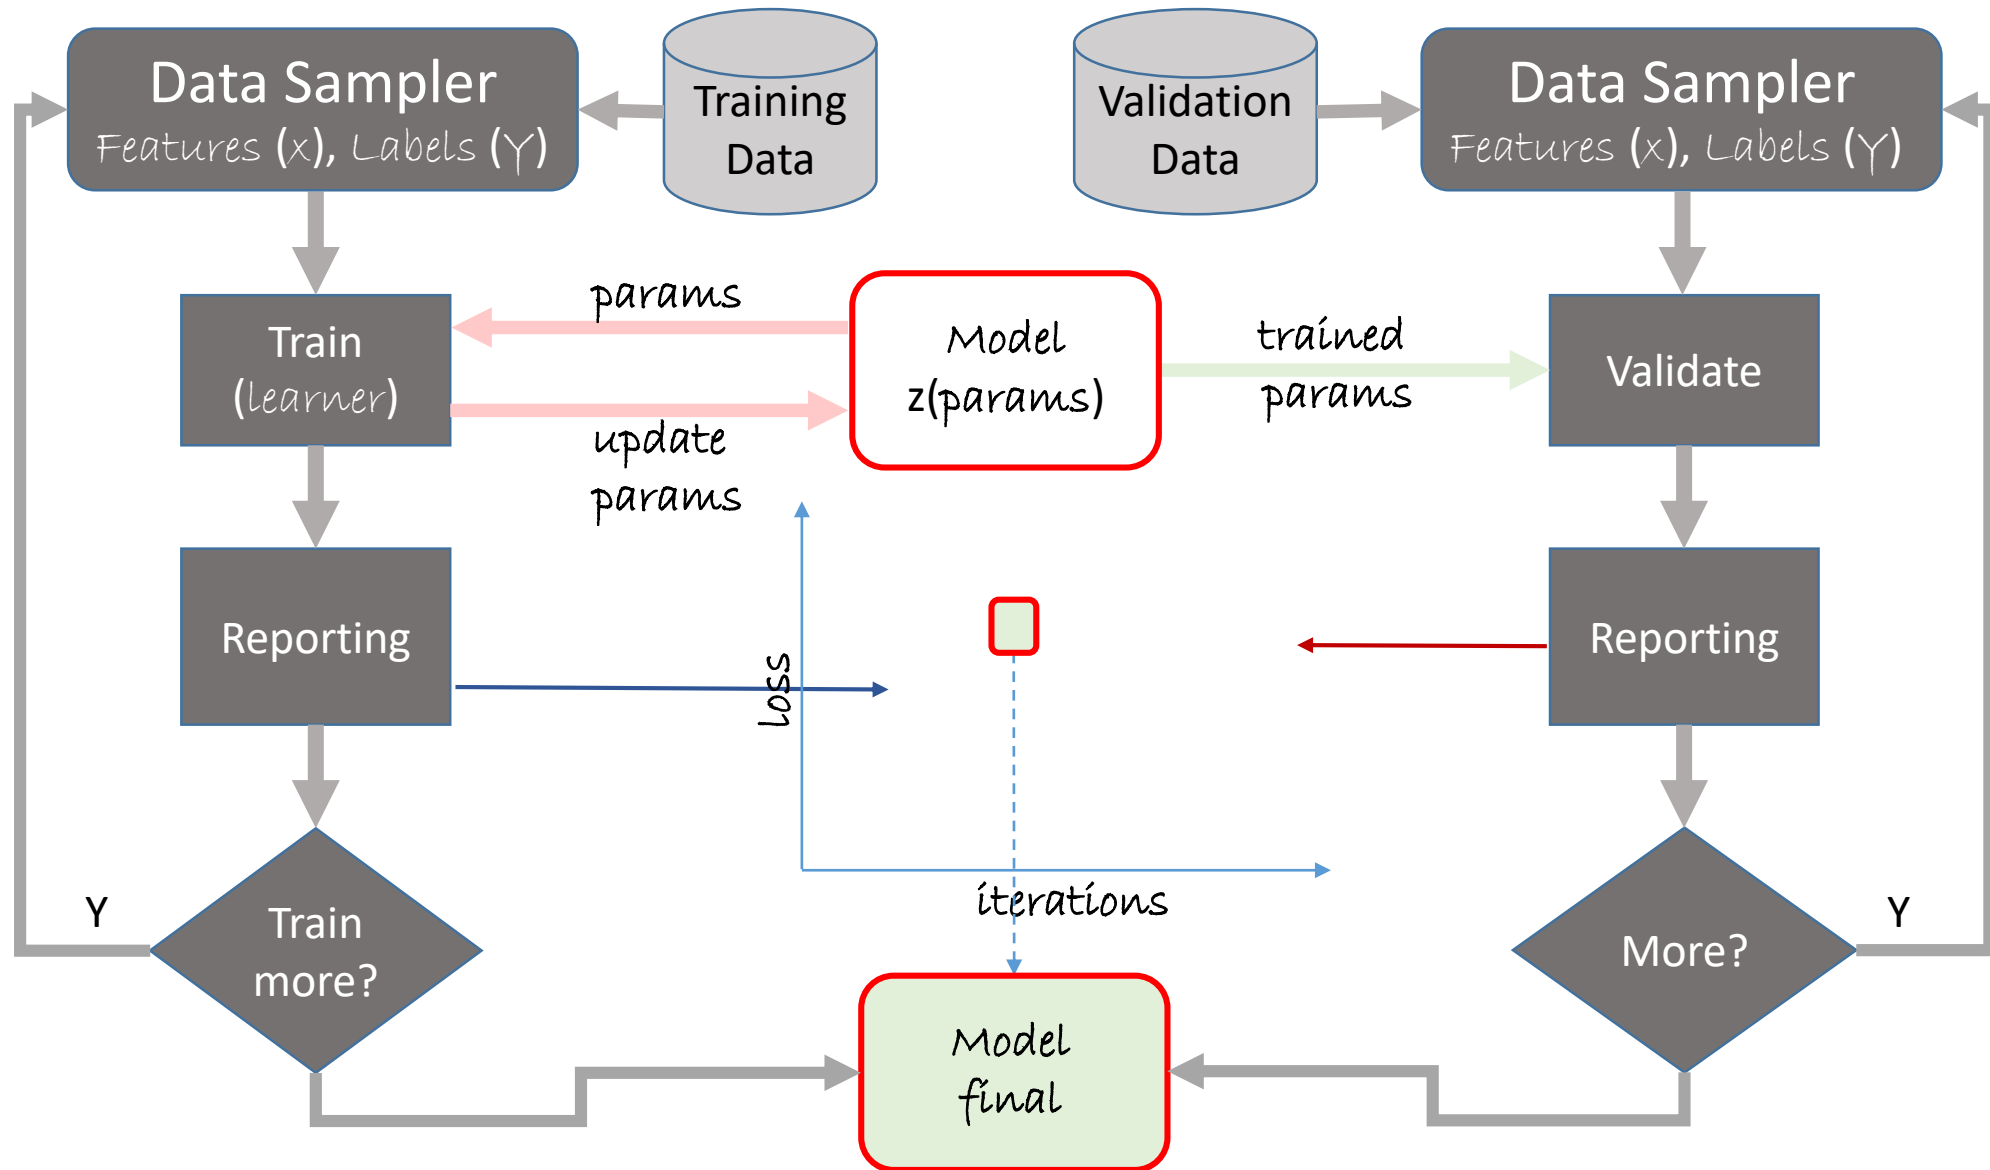 Data Sampler
Features (x), Labels (Y)
Training
Data
Validation
Data
Data Sampler
Features (x), Labels (Y)
Train
(learner)
params
update
params
Model
z(params)
trained
params
Validate
Reporting
loss
iterations
Reporting
Y
Train
more?
More?
Y
Model
final